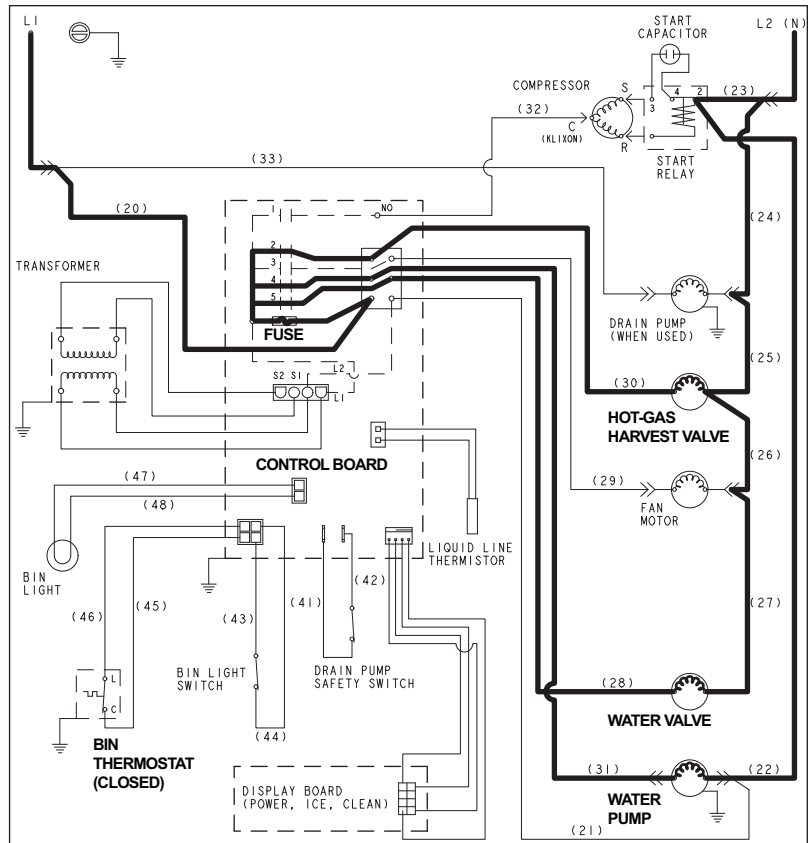 L1
L2 (N)
START
CAPACITOR
COMPRESSOR
S
4 2
3
(23)
(32)
C
(KLIXON)
R
START
RELAY
(33)
(20)
(24)
1
NO
2
3
4
5
TRANSFORMER
FUSE
DRAIN PUMP
(WHEN USED)
(25)
L2
S2 S1
L1
(30)
HOT-GAS
HARVEST VALVE
(26)
CONTROL BOARD
(47)
(48)
(29)
FAN
MOTOR
LIQUID LINE
THERMISTOR
BIN
LIGHT
(46)
(45)
(43)
(41)
(42)
(27)
BIN LIGHT
SWITCH
DRAIN PUMP
SAFETY SWITCH
L
C
(28)
WATER VALVE
(44)
BIN
THERMOSTAT
(CLOSED)
DISPLAY BOARD
(POWER, ICE, CLEAN)
(31)
(22)
WATER
PUMP
(21)